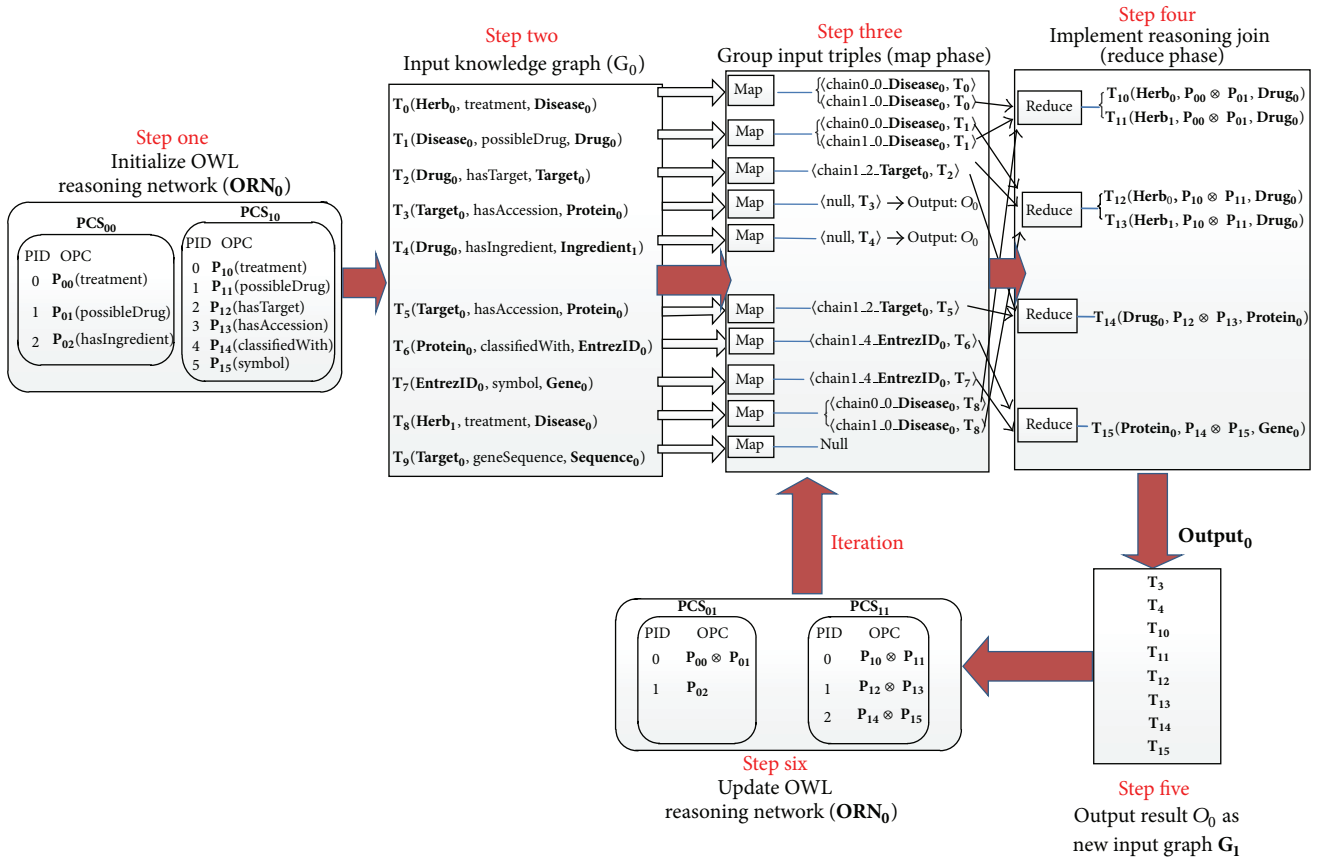 Step one
Initialize OWL
reasoning network (ORN₀)
PCS₀₀
PID OPC
0 P₀₀(treatment)
1 P₀₁(possibleDrug)
2 P₀₂(hasIngredient)
PCS₁₀
PID OPC
0 P₁₀(treatment)
1 P₁₁(possibleDrug)
2 P₁₂(hasTarget)
3 P₁₃(hasAccession)
4 P₁₄(classifiedWith)
5 P₁₅(symbol)
Step two
Input knowledge graph (G₀)
T₀(Herb₀, treatment, Disease₀)
T₁(Disease₀, possibleDrug, Drug₀)
T₂(Drug₀, hasTarget, Target₀)
T₃(Target₀, hasAccession, Protein₀)
T₄(Drug₀, hasIngredient, Ingredient₁)
T₅(Target₀, hasAccession, Protein₀)
T₆(Protein₀, classifiedWith, EntrezID₀)
T₇(EntrezID₀, symbol, Gene₀)
T₈(Herb₁, treatment, Disease₀)
T₉(Target₀, geneSequence, Sequence₀)
Step three
Group input triples (map phase)
Map ⟨chain0_0_Disease₀, T₀⟩
⟨chain1_0_Disease₀, T₀⟩
Map ⟨chain0_0_Disease₀, T₁⟩
⟨chain1_0_Disease₀, T₁⟩
Map ⟨chain1_2_Target₀, T₂⟩
Map ⟨null, T₃⟩ → Output: O₀
Map ⟨null, T₄⟩ → Output: O₀
Map ⟨chain1_2_Target₀, T₅⟩
Map ⟨chain1_4_EntrezID₀, T₆⟩
Map ⟨chain1_4_EntrezID₀, T₇⟩
Map ⟨chain0_0_Disease₀, T₈⟩
⟨chain1_0_Disease₀, T₈⟩
Map Null
Step four
Implement reasoning join
(reduce phase)
Reduce T₁₀(Herb₀, P₀₀ ⊗ P₀₁, Drug₀)
T₁₁(Herb₁, P₀₀ ⊗ P₀₁, Drug₀)
Reduce T₁₂(Herb₀, P₁₀ ⊗ P₁₁, Drug₀)
T₁₃(Herb₁, P₁₀ ⊗ P₁₁, Drug₀)
Reduce T₁₄(Drug₀, P₁₂ ⊗ P₁₃, Protein₀)
Reduce T₁₅(Protein₀, P₁₄ ⊗ P₁₅, Gene₀)
Output₀
T₃
T₄
T₁₀
T₁₁
T₁₂
T₁₃
T₁₄
T₁₅
Step five
Output result O₀ as
new input graph G₁
Iteration
PCS₀₁
PID OPC
0 P₀₀ ⊗ P₀₁
1 P₀₂
PCS₁₁
PID OPC
0 P₁₀ ⊗ P₁₁
1 P₁₂ ⊗ P₁₃
2 P₁₄ ⊗ P₁₅
Step six
Update OWL
reasoning network (ORN₀)